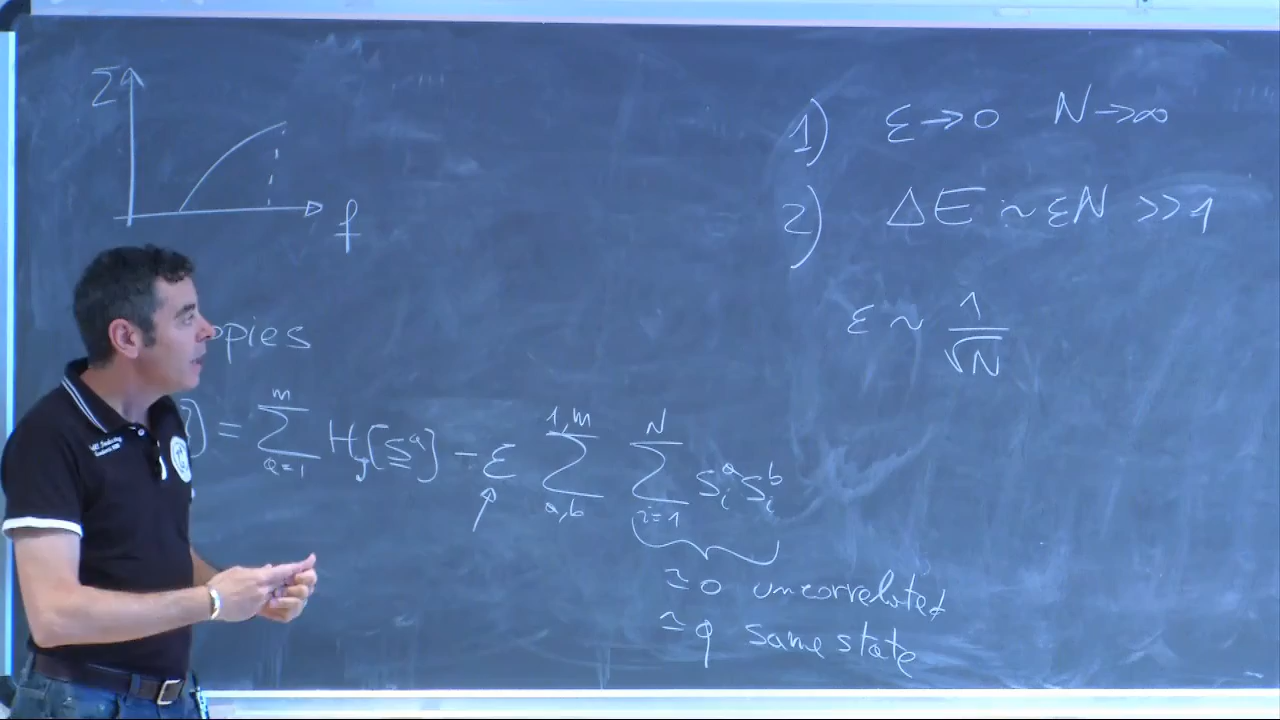 Σ
f
opies
] = Σ_{a=1}^{m} H_J[S^a] - ε Σ_{a,b}^{1,m} Σ_{i=1}^{N} S_i^a S_i^b
≃ 0 uncorrelated
≃ q same state
1) ε → 0 N → ∞
2) ΔE ~ εN >> 1
ε ~ 1/√N